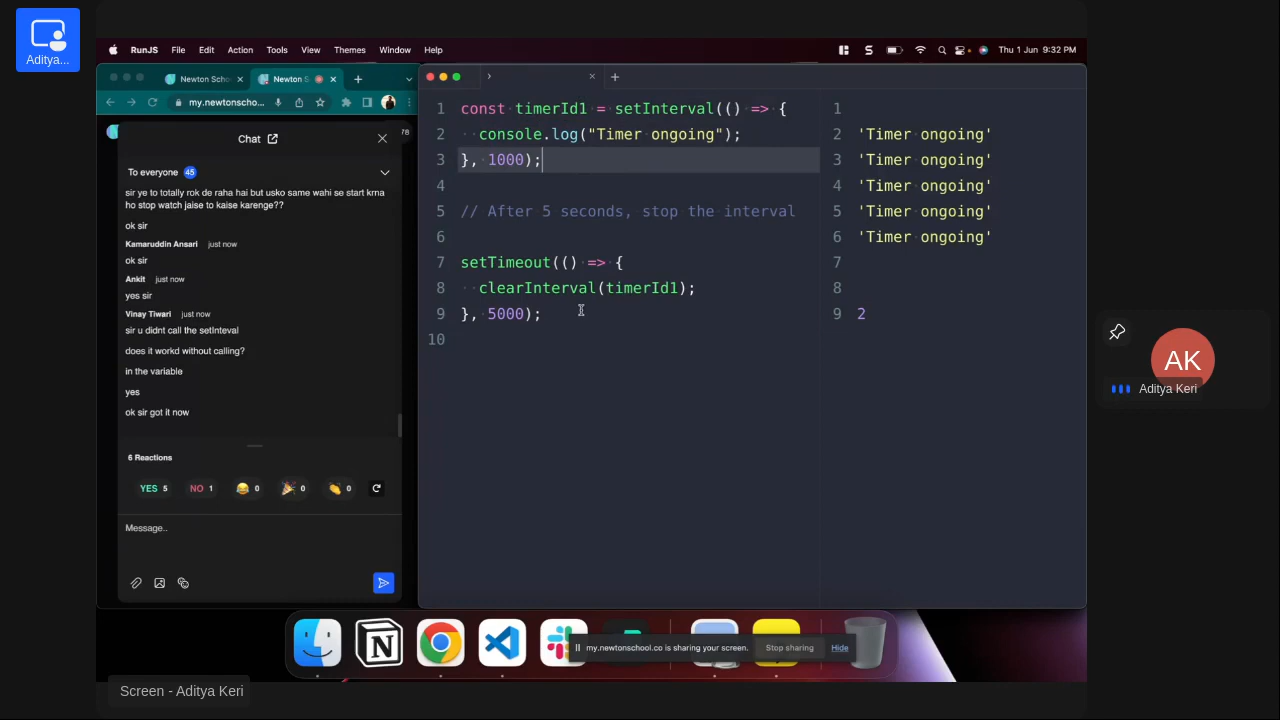 Aditya...
RunJS File Edit Action Tools View Themes Window Help
Thu 1 Jun 9:32 PM
Newton Scho
Newton S
my.newtonschoo...
78
Chat
To everyone 45
sir ye to totally rok de raha hai but usko same wahi se start krna
ho stop watch jaise to kaise karenge??
ok sir
Kamaruddin Ansari just now
ok sir
Ankit just now
yes sir
Vinay Tiwari just now
sir u didnt call the setInteval
does it workd without calling?
in the variable
yes
ok sir got it now
6 Reactions
YES 5 NO 1 0 0 0
Message..
1 const timerId1 = setInterval(() => {
2 console.log("Timer ongoing");
3 }, 1000);
4
5 // After 5 seconds, stop the interval
6
7 setTimeout(() => {
8 clearInterval(timerId1);
9 }, 5000);
10
1
2 'Timer ongoing'
3 'Timer ongoing'
4 'Timer ongoing'
5 'Timer ongoing'
6 'Timer ongoing'
7
8
9 2
AK
Aditya Keri
my.newtonschool.co is sharing your screen. Stop sharing Hide
Screen - Aditya Keri